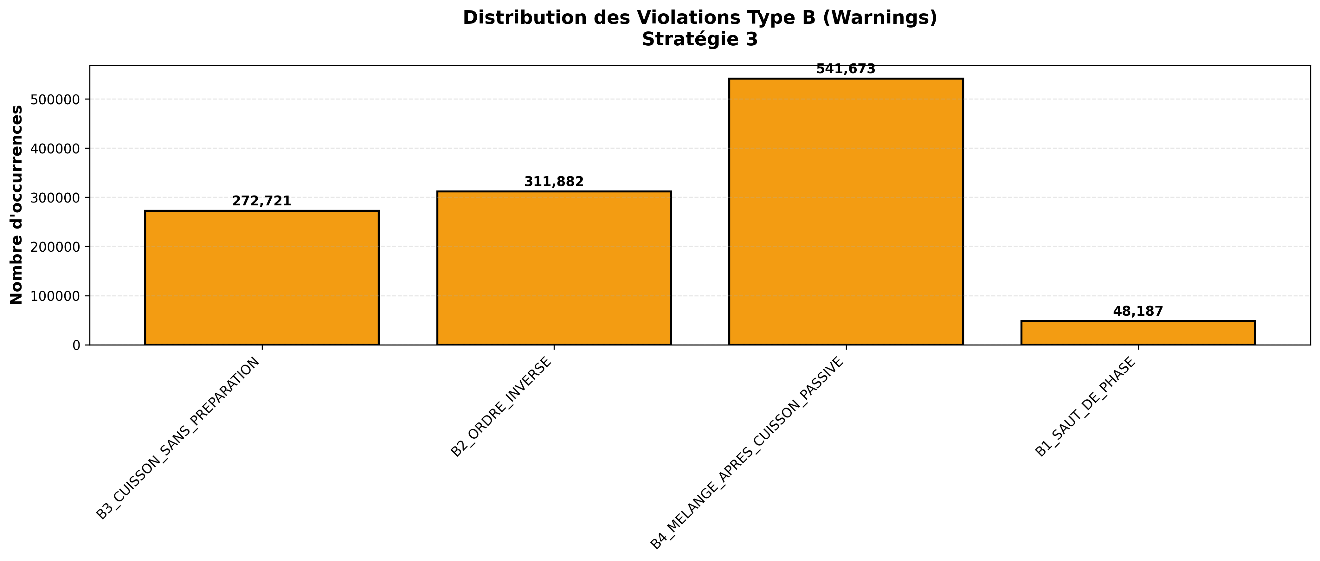 Distribution des Violations Type B (Warnings)
Stratégie 3
Nombre d'occurrences
500000
400000
300000
200000
100000
0
272,721
311,882
541,673
48,187
B3_CUISSON_SANS_PREPARATION
B2_ORDRE_INVERSE
B4_MELANGE_APRES_CUISSON_PASSIVE
B1_SAUT_DE_PHASE